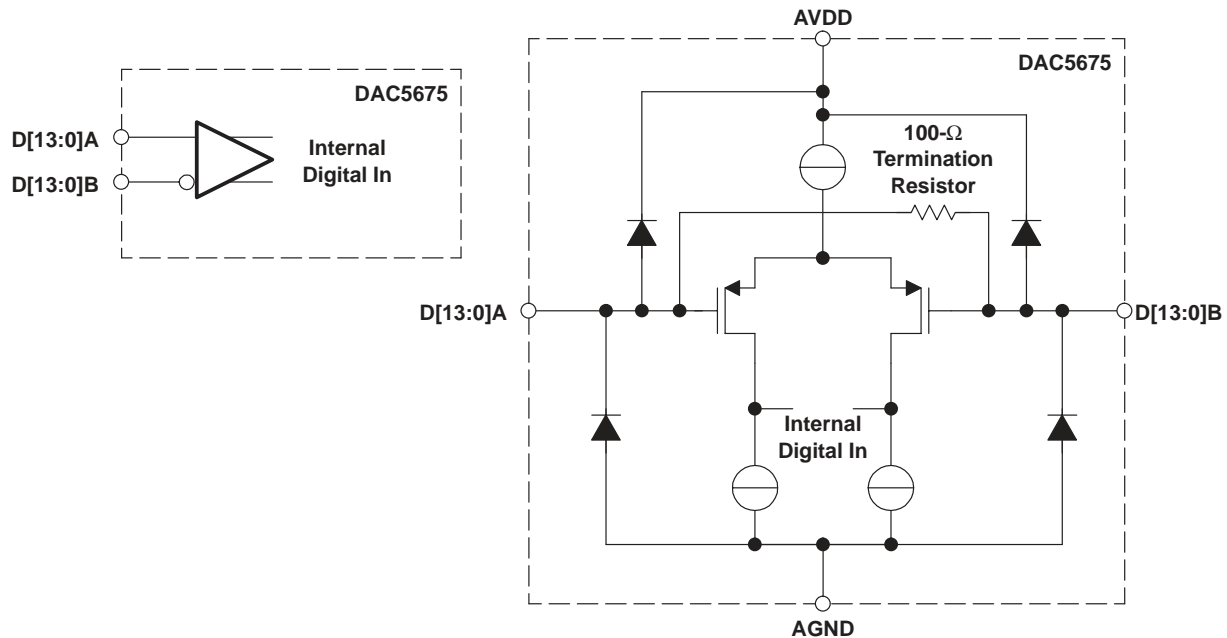 DAC5675
D[13:0]A
D[13:0]B
Internal
Digital In
AVDD
DAC5675
100-Ω
Termination
Resistor
D[13:0]A
D[13:0]B
Internal
Digital In
AGND